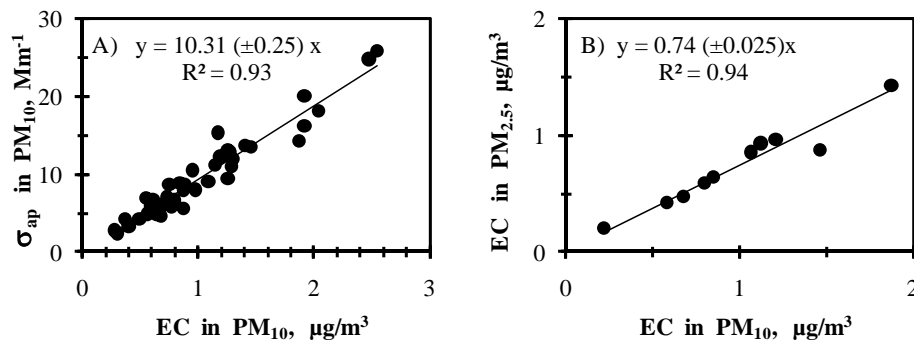 A) y = 10.31 (±0.25) x
R² = 0.93
σap in PM10, Mm-1
30
20
10
0
0 1 2 3
EC in PM10, µg/m³
B) y = 0.74 (±0.025)x
R² = 0.94
EC in PM2.5, µg/m³
2
1
0
0 1 2
EC in PM10, µg/m³